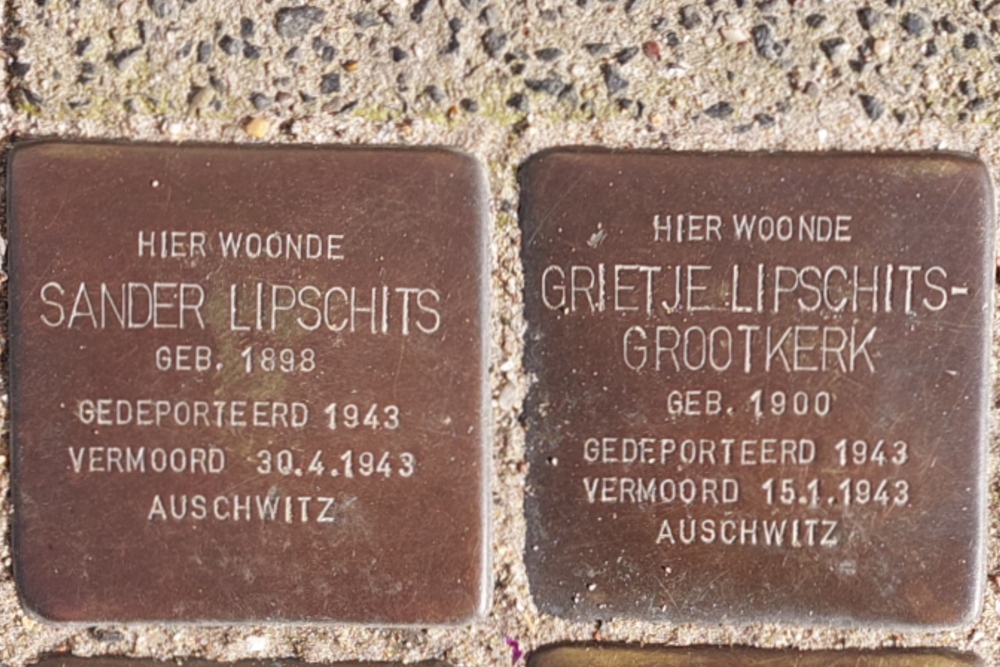 HIER WOONDE
SANDER LIPSCHITS
GEB. 1898
GEDEPORTEERD 1943
VERMOORD 30.4.1943
AUSCHWITZ
HIER WOONDE
GRIETJE LIPSCHITS-
GROOTKERK
GEB. 1900
GEDEPORTEERD 1943
VERMOORD 15.1.1943
AUSCHWITZ